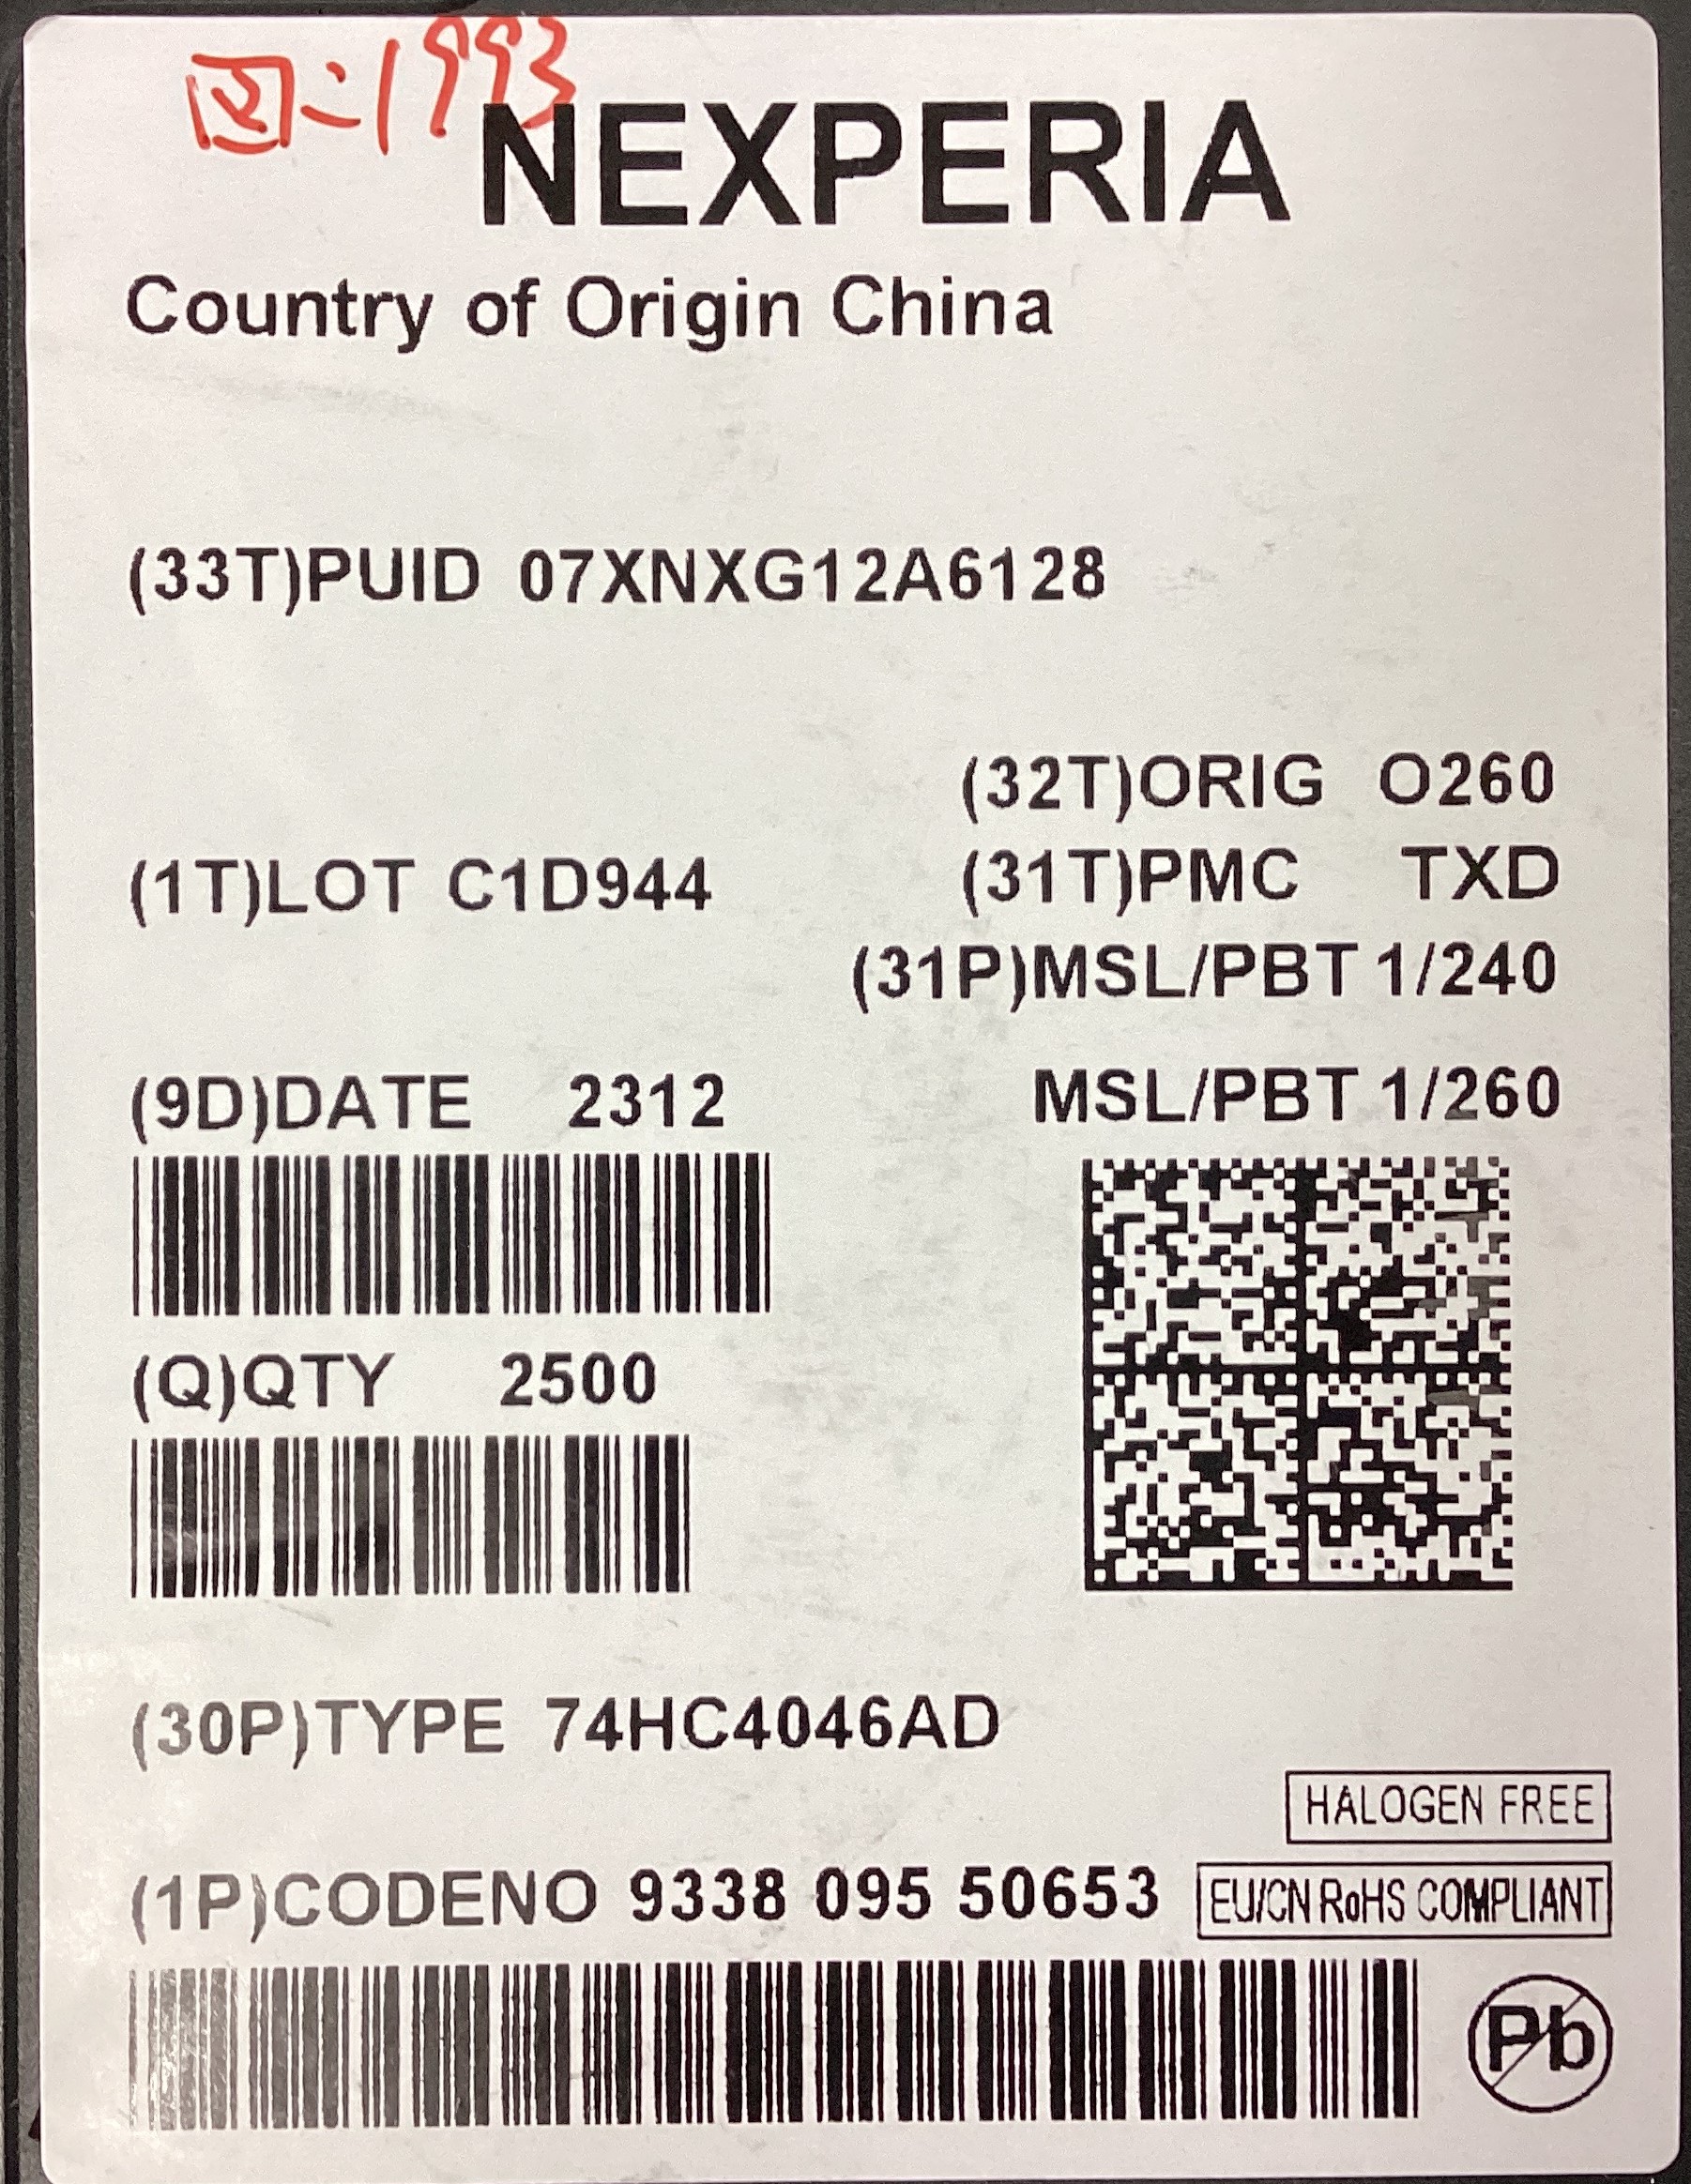 1993
NEXPERIA
Country of Origin China
(33T)PUID 07XNXG12A6128
(32T)ORIG O260
(1T)LOT C1D944
(31T)PMC TXD
(31P)MSL/PBT 1/240
(9D)DATE 2312
MSL/PBT 1/260
(Q)QTY 2500
(30P)TYPE 74HC4046AD
HALOGEN FREE
(1P)CODENO 9338 095 50653
EU/CN RoHS COMPLIANT
Pb